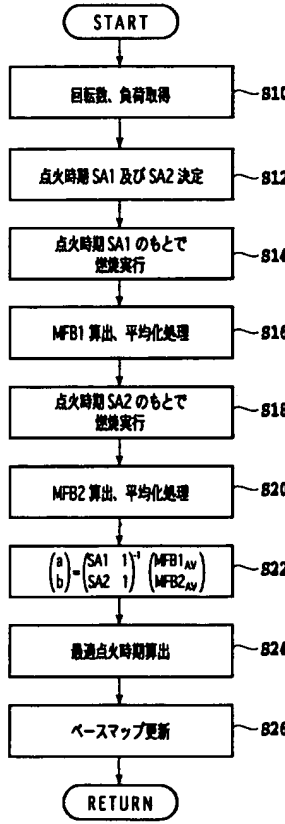 START
回転数、負荷取得
S10
点火時期 SA1 及び SA2 決定
S12
点火時期 SA1 のもとで
燃焼実行
S14
MFB1 算出、平均化処理
S16
点火時期 SA2 のもとで
燃焼実行
S18
MFB2 算出、平均化処理
S20
(a b) = (SA1 1 SA2 1)⁻¹ (MFB1AV MFB2AV)
S22
最適点火時期算出
S24
ベースマップ更新
S26
RETURN